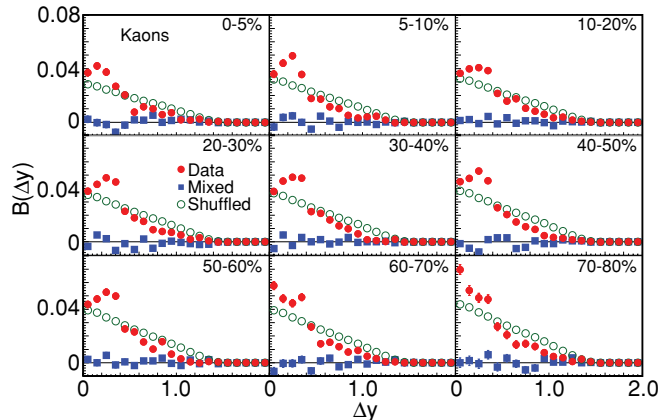 Kaons
0-5%
5-10%
10-20%
0.08
0.04
0
20-30%
30-40%
40-50%
Data
Mixed
Shuffled
0.04
0
B(Δy)
50-60%
60-70%
70-80%
0.04
0
0 1.0 0 1.0 0 1.0 2.0
Δy Δy